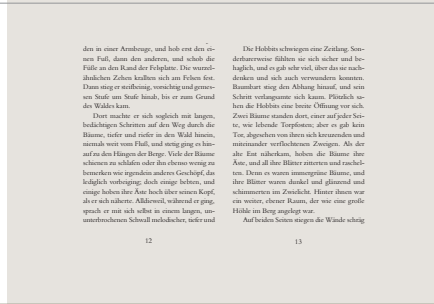 den in einer Armbeuge, und hob erst den ei-
nen Fuß, dann den anderen, und schob die
Füße an den Rand der Felsplatte. Die wurzel-
ähnlichen Zehen krallten sich am Felsen fest.
Dann stieg er steifbeinig, vorsichtig und gemes-
sen Stufe um Stufe hinab, bis er zum Grund
des Waldes kam.
Dort machte er sich sogleich mit langen,
bedächtigen Schritten auf den Weg durch die
Bäume, tiefer und tiefer in den Wald hinein,
niemals weit vom Fluß, und stetig ging es hin-
auf zu den Hängen der Berge. Viele der Bäume
schienen zu schlafen oder ihn ebenso wenig zu
bemerken wie irgendein anderes Geschöpf, das
lediglich vorbeiging; doch einige bebten, und
einige hoben ihre Äste hoch über seinen Kopf,
als er sich näherte. Alldieweil, während er ging,
sprach er mit sich selbst in einem langen, un-
unterbrochenen Schwall melodischer, tiefer und
12
Die Hobbits schwiegen eine Zeitlang. Son-
derbarerweise fühlten sie sich sicher und be-
haglich, und es gab sehr viel, über das sie nach-
denken und sich auch verwundern konnten.
Baumbart stieg den Abhang hinauf, und sein
Schritt verlangsamte sich kaum. Plötzlich sa-
hen die Hobbits eine breite Öffnung vor sich.
Zwei Bäume standen dort, einer auf jeder Sei-
te, wie lebende Torpfosten; aber es gab kein
Tor, abgesehen von ihren sich kreuzenden und
miteinander verflochtenen Zweigen. Als der
alte Ent näherkam, hoben die Bäume ihre
Äste, und all ihre Blätter zitterten und raschel-
ten. Denn es waren immergrüne Bäume, und
ihre Blätter waren dunkel und glänzend und
schimmerten im Zwielicht. Hinter ihnen war
ein weiter, ebener Raum, der wie eine große
Höhle im Berg angelegt war.
Auf beiden Seiten stiegen die Wände schräg
13